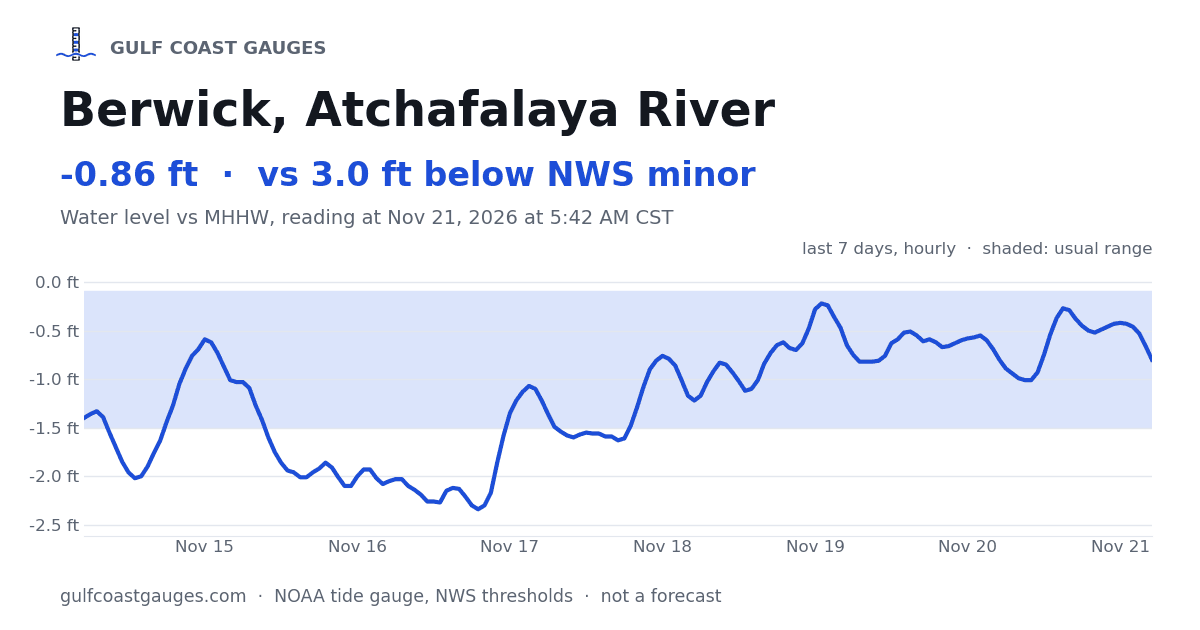 GULF COAST GAUGES
Berwick, Atchafalaya River
-0.86 ft · vs 3.0 ft below NWS minor
Water level vs MHHW, reading at Nov 21, 2026 at 5:42 AM CST
last 7 days, hourly · shaded: usual range
0.0 ft
-0.5 ft
-1.0 ft
-1.5 ft
-2.0 ft
-2.5 ft
Nov 15 Nov 16 Nov 17 Nov 18 Nov 19 Nov 20 Nov 21
gulfcoastgauges.com · NOAA tide gauge, NWS thresholds · not a forecast